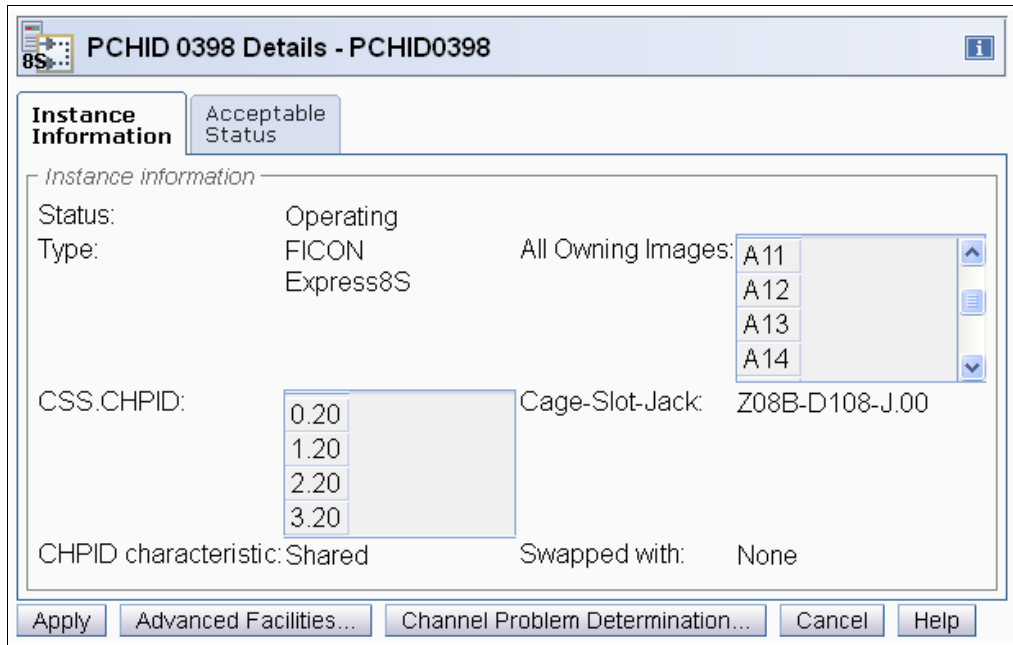 8S
PCHID 0398 Details - PCHID0398
i
Instance
Information
Acceptable
Status
Instance information
Status: Operating
Type: FICON
Express8S
All Owning Images: A11
A12
A13
A14
CSS.CHPID: 0.20
1.20
2.20
3.20
Cage-Slot-Jack: Z08B-D108-J.00
CHPID characteristic: Shared
Swapped with: None
Apply
Advanced Facilities...
Channel Problem Determination...
Cancel
Help